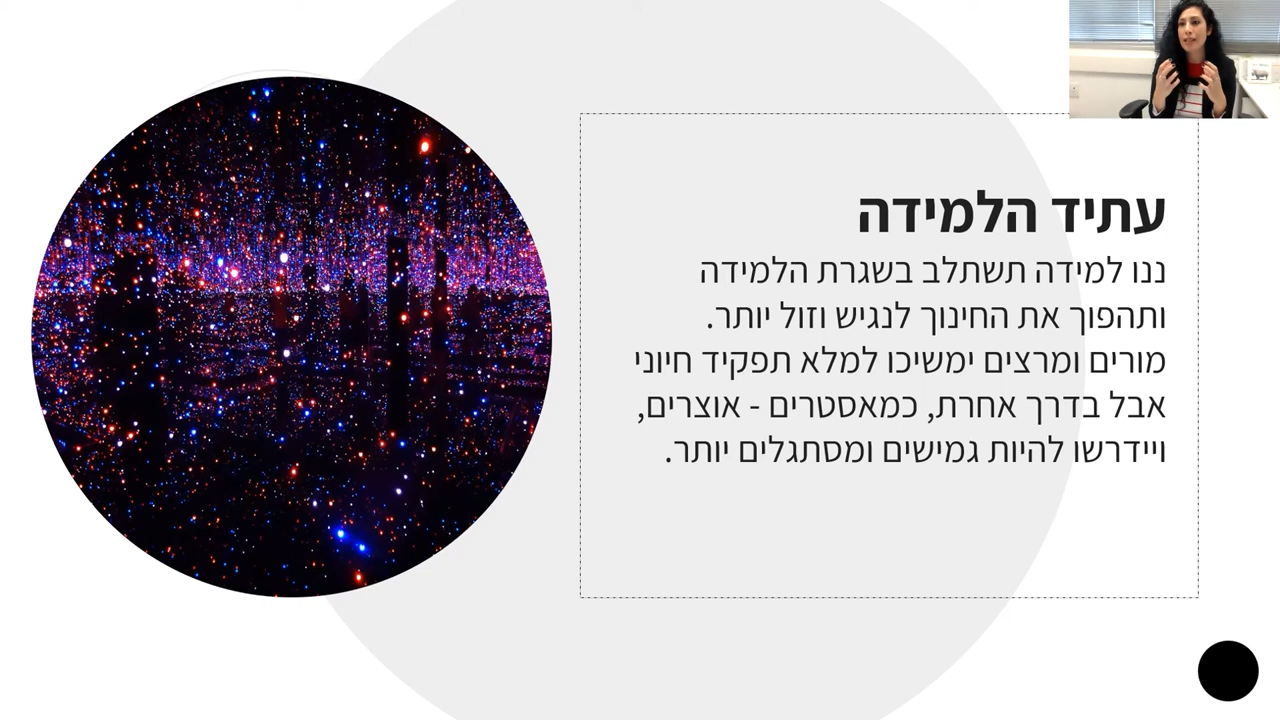 עתיד הלמידה
ננו למידה תשתלב בשגרת הלמידה
ותהפוך את החינוך לנגיש וזול יותר.
מורים ומרצים ימשיכו למלא תפקיד חיוני
אבל בדרך אחרת, כמאסטרים - אוצרים,
ויידרשו להיות גמישים ומסתגלים יותר.